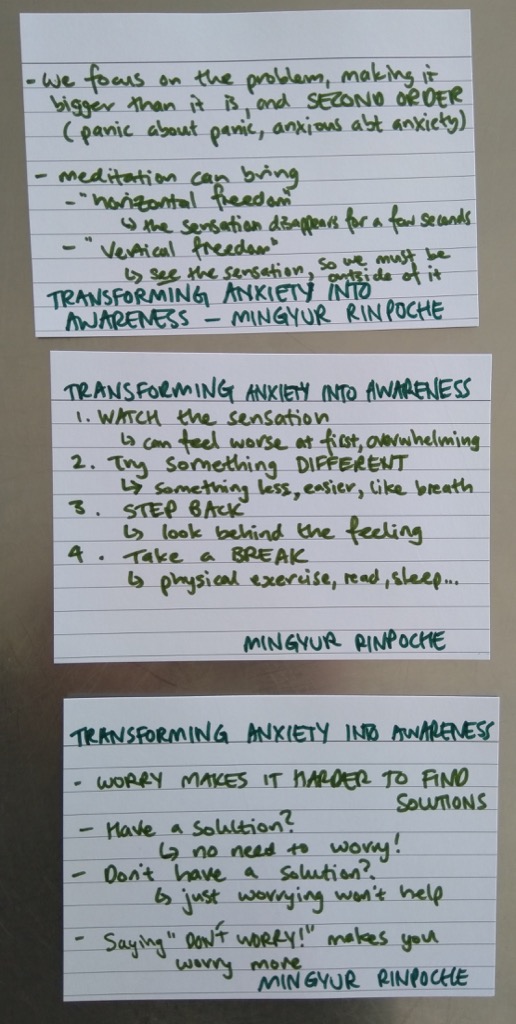 - We focus on the problem, making it
bigger than it is, and SECOND ORDER
(panic about panic, anxious abt anxiety)
- meditation can bring
- "horizontal freedom"
↳ the sensation disappears for a few seconds
- "vertical freedom"
↳ see the sensation, so we must be
outside of it
TRANSFORMING ANXIETY INTO
AWARENESS - MINGYUR RINPOCHE
TRANSFORMING ANXIETY INTO AWARENESS
1. WATCH the sensation
↳ can feel worse at first, overwhelming
2. Try something DIFFERENT
↳ something less, easier, like breath
3. STEP BACK
↳ look behind the feeling
4. Take a BREAK
↳ physical exercise, read, sleep...
MINGYUR RINPOCHE
TRANSFORMING ANXIETY INTO AWARENESS
- WORRY MAKES IT HARDER TO FIND
SOLUTIONS
- Have a solution?
↳ no need to worry!
- Don't have a solution?
↳ just worrying won't help
- Saying "DON'T WORRY!" makes you
worry more
MINGYUR RINPOCHE